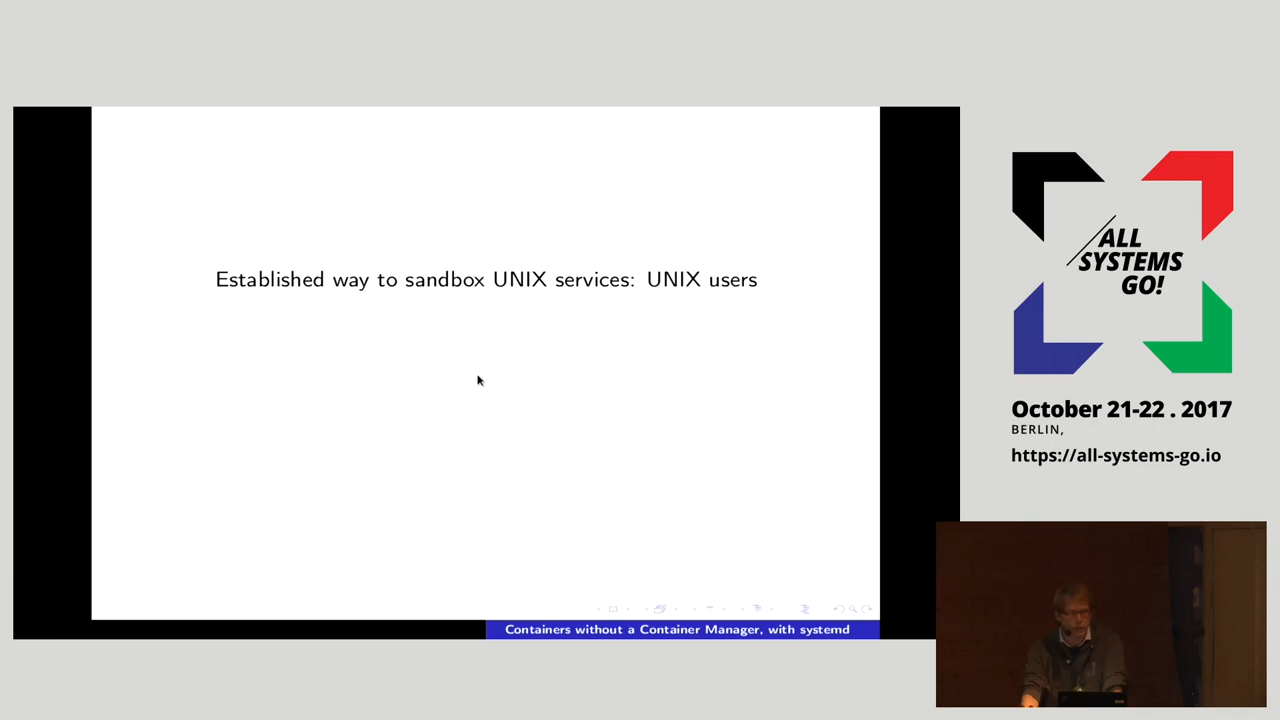 Established way to sandbox UNIX services: UNIX users
Containers without a Container Manager, with systemd
ALL
SYSTEMS
GO!
October 21-22 . 2017
BERLIN,
https://all-systems-go.io